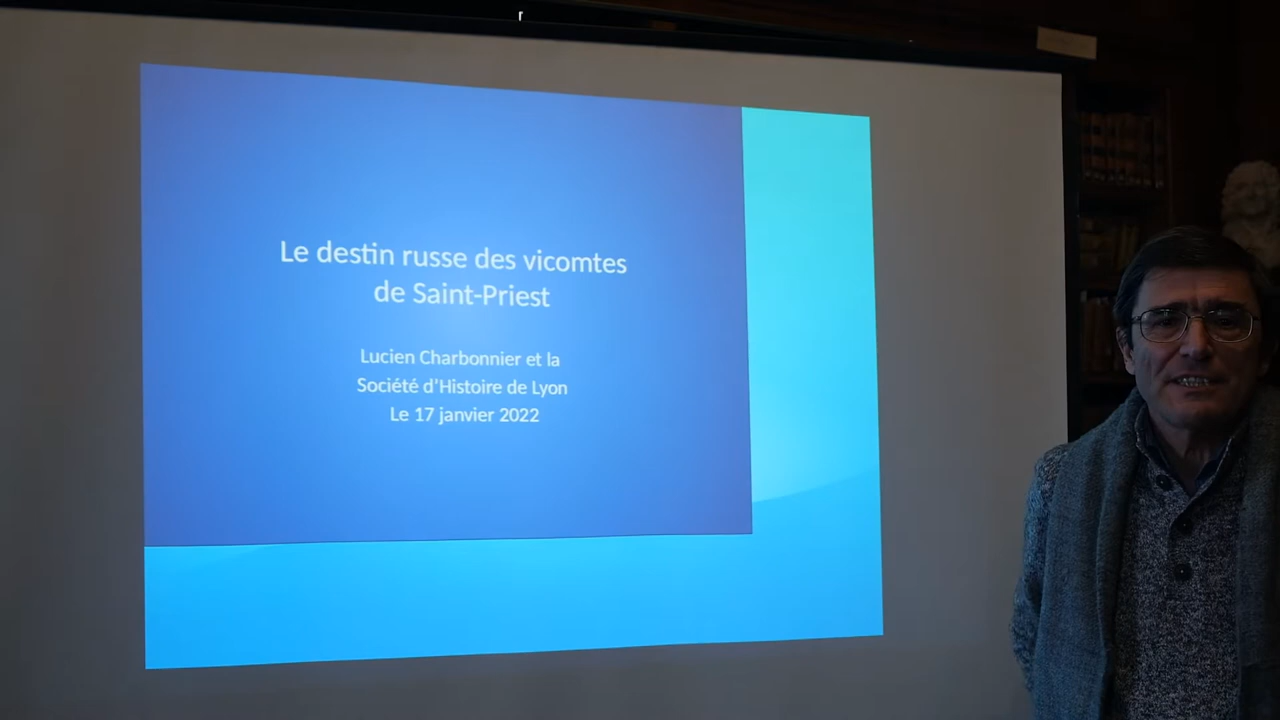 Le destin russe des vicomtes
de Saint-Priest
Lucien Charbonnier et la
Société d'Histoire de Lyon
Le 17 janvier 2022